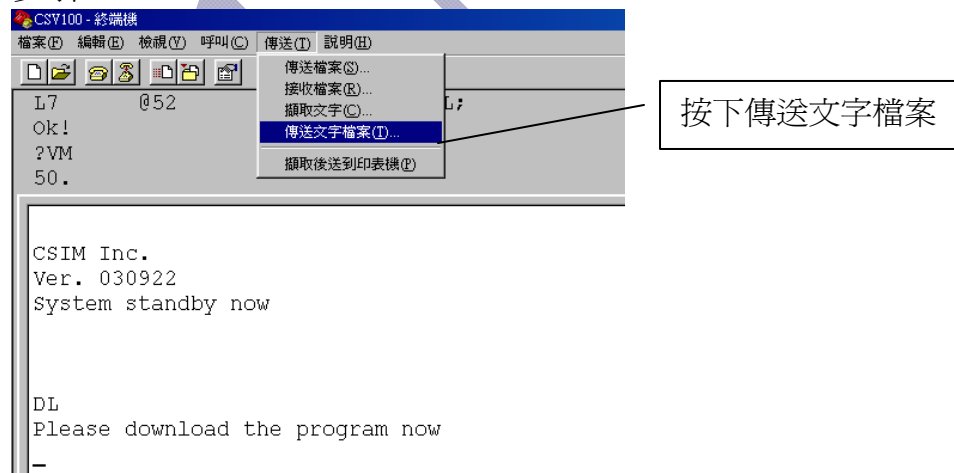 CSV100 - 終端機
檔案(F) 編輯(E) 檢視(V) 呼叫(C) 傳送(T) 說明(H)
傳送檔案(S)...
接收檔案(R)...
擷取文字(C)...
傳送文字檔案(T)...
擷取後送到印表機(P)
L7 @52 L;
Ok!
?VM
50.
按下傳送文字檔案
CSIM Inc.
Ver. 030922
System standby now
DL
Please download the program now